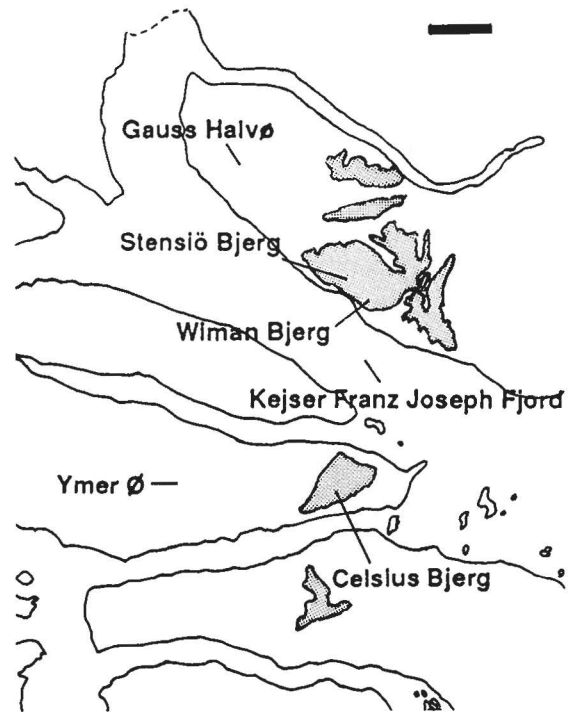 Gauss Halvø
Stensiö Bjerg
Wiman Bjerg
Kejser Franz Joseph Fjord
Ymer Ø
Celsius Bjerg